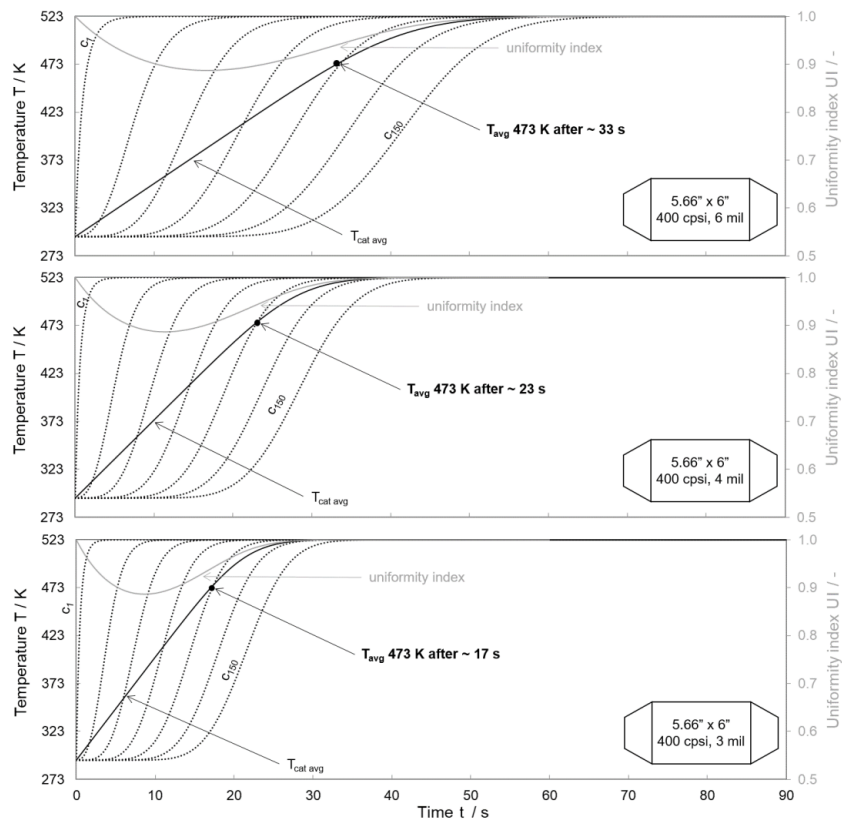 523
473
423
373
323
273
Temperature T / K
1.0
0.9
0.8
0.7
0.6
0.5
Uniformity index UI / -
c1
uniformity index
c150
Tavg 473 K after ~ 33 s
Tcat avg
5.66” x 6”
400 cpsi, 6 mil
523
473
423
373
323
273
Temperature T / K
1.0
0.9
0.8
0.7
0.6
0.5
Uniformity index UI / -
c1
uniformity index
c150
Tavg 473 K after ~ 23 s
Tcat avg
5.66” x 6”
400 cpsi, 4 mil
523
473
423
373
323
273
Temperature T / K
1.0
0.9
0.8
0.7
0.6
0.5
Uniformity index UI / -
c1
uniformity index
c150
Tavg 473 K after ~ 17 s
Tcat avg
5.66” x 6”
400 cpsi, 3 mil
0 10 20 30 40 50 60 70 80 90
Time t / s